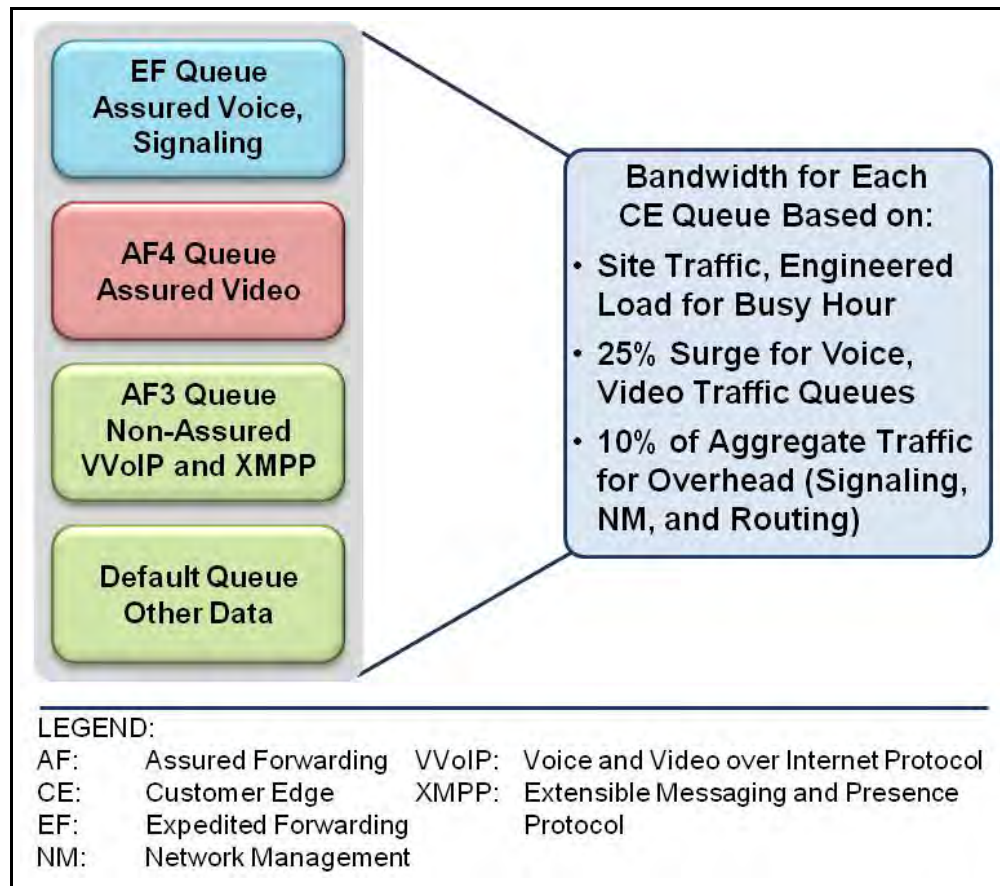 EF Queue
Assured Voice,
Signaling
AF4 Queue
Assured Video
AF3 Queue
Non-Assured
VVoIP and XMPP
Default Queue
Other Data
Bandwidth for Each
CE Queue Based on:
• Site Traffic, Engineered
Load for Busy Hour
• 25% Surge for Voice,
Video Traffic Queues
• 10% of Aggregate Traffic
for Overhead (Signaling,
NM, and Routing)
LEGEND:
AF: Assured Forwarding
CE: Customer Edge
EF: Expedited Forwarding
NM: Network Management
VVoIP: Voice and Video over Internet Protocol
XMPP: Extensible Messaging and Presence
Protocol